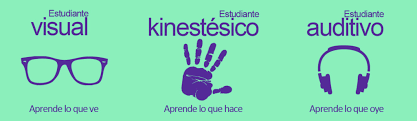 Estudiante
visual
Aprende lo que ve
Estudiante
kinestésico
Aprende lo que hace
Estudiante
auditivo
Aprende lo que oye